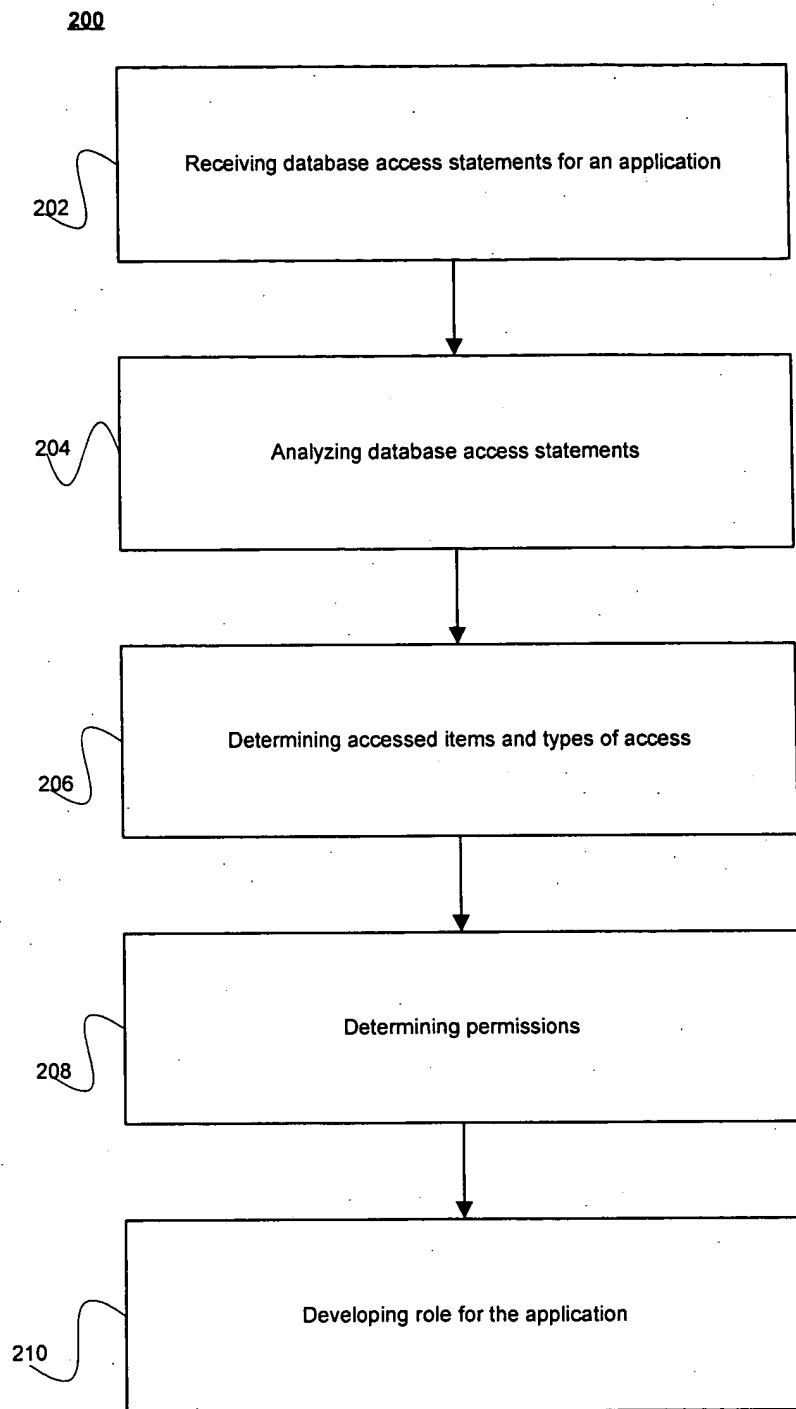 200
Receiving database access statements for an application
202
204
Analyzing database access statements
Determining accessed items and types of access
206
Determining permissions
208
Developing role for the application
210